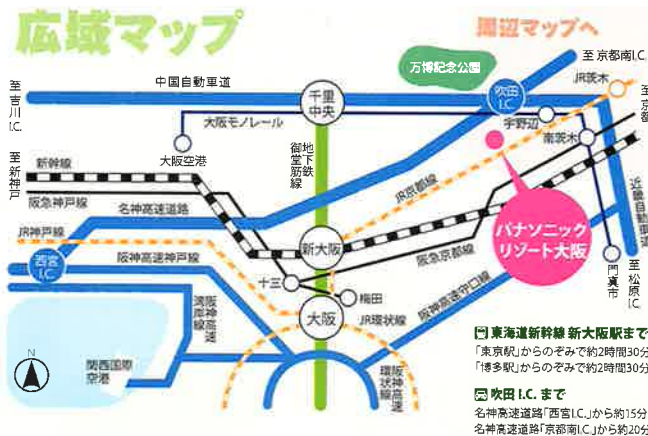 広域マップ
周辺マップへ
至京都南I.C.
万博記念公園
JR茨木
至吉川I.C.
中国自動車道
千里中央
吹田I.C.
至京都
大阪モノレール
宇野辺
南茨木
大阪空港
地下鉄御堂筋線
至新神戸
新幹線
阪急神戸線
名神高速道路
JR京都線
近畿自動車道
パナソニック
リゾート大阪
JR神戸線
新大阪
阪急京都線
西宮I.C.
阪神高速神戸線
十三
梅田
門真市
至松原I.C.
阪神高速守口線
阪神高速湾岸線
大阪
JR環状線
N
関西国際
空港
阪神高速環状線
東海道新幹線 新大阪駅まで
「東京駅」からのぞみで約2時間30分
「博多駅」からのぞみで約2時間30分
吹田 I.C. まで
名神高速道路「西宮I.C.」から約15分
名神高速道路「京都南I.C.」から約20分